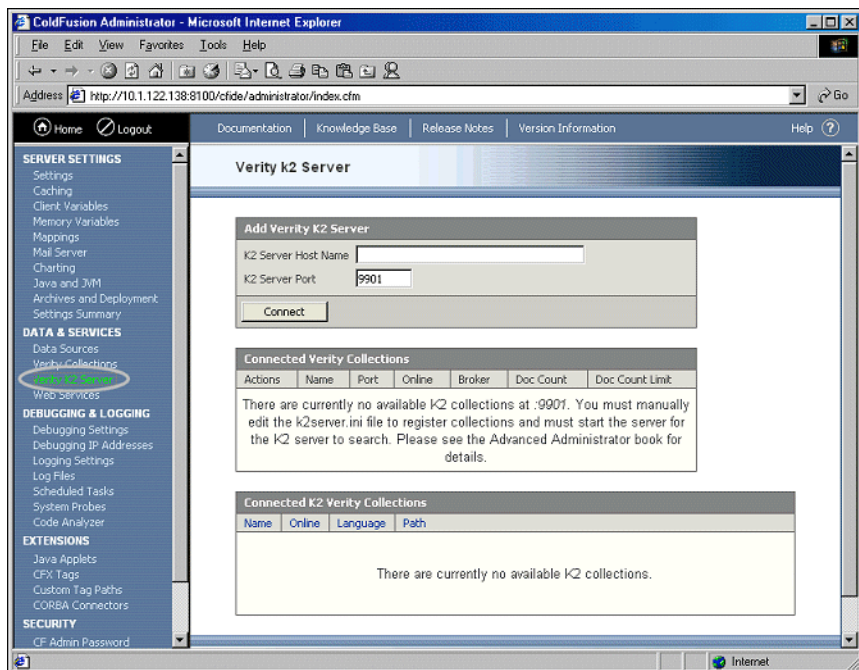 ColdFusion Administrator - Microsoft Internet Explorer
File Edit View Favorites Tools Help
Address http://10.1.122.138:8100/cfide/administrator/index.cfm Go
Home Logout Documentation Knowledge Base Release Notes Version Information Help ?
SERVER SETTINGS
Settings
Caching
Client Variables
Memory Variables
Mappings
Mail Server
Charting
Java and JVM
Archives and Deployment
Settings Summary
DATA & SERVICES
Data Sources
Verity Collections
Verity K2 Server
Web Services
DEBUGGING & LOGGING
Debugging Settings
Debugging IP Addresses
Logging Settings
Log Files
Scheduled Tasks
System Probes
Code Analyzer
EXTENSIONS
Java Applets
CFX Tags
Custom Tag Paths
CORBA Connectors
SECURITY
CF Admin Password
Verity k2 Server
Add Verrity K2 Server
K2 Server Host Name
K2 Server Port 9901
Connect
Connected Verity Collections
Actions Name Port Online Broker Doc Count Doc Count Limit
There are currently no available K2 collections at :9901. You must manually
edit the k2server.ini file to register collections and must start the server for
the K2 server to search. Please see the Advanced Administrator book for
details.
Connected K2 Verity Collections
Name Online Language Path
There are currently no available K2 collections.
Internet